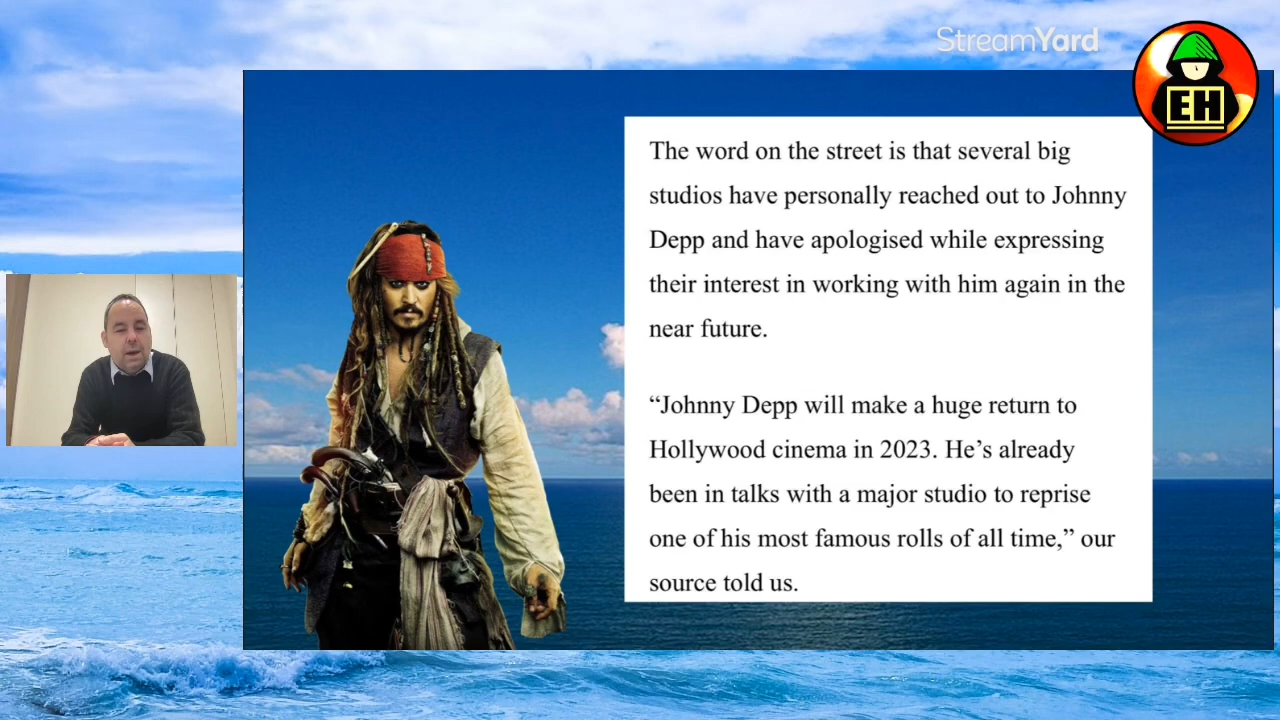 StreamYard
EH
The word on the street is that several big
studios have personally reached out to Johnny
Depp and have apologised while expressing
their interest in working with him again in the
near future.
“Johnny Depp will make a huge return to
Hollywood cinema in 2023. He’s already
been in talks with a major studio to reprise
one of his most famous rolls of all time,” our
source told us.